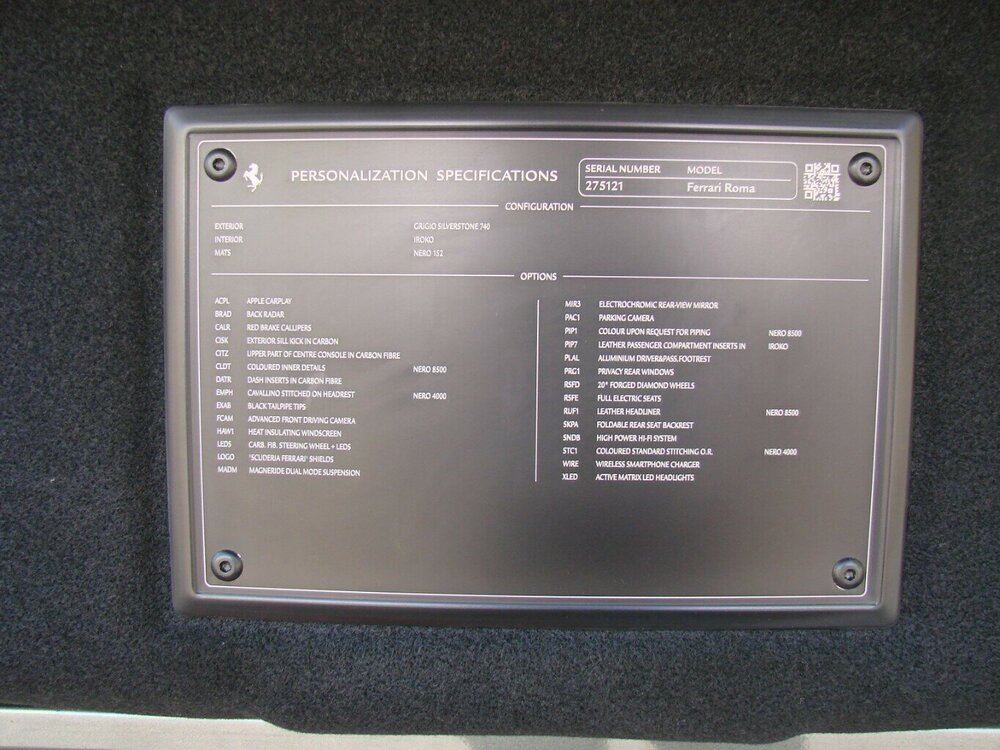 PERSONALIZATION SPECIFICATIONS
SERIAL NUMBER MODEL
275121 Ferrari Roma
CONFIGURATION
EXTERIOR GRIGIO SILVERSTONE 740
INTERIOR IROKO
MATS NERO 152
OPTIONS
ACPL APPLE CARPLAY
BRAD BACK RADAR
CALR RED BRAKE CALLIPERS
CISK EXTERIOR SILL KICK IN CARBON
CITZ UPPER PART OF CENTRE CONSOLE IN CARBON FIBRE
CLDT COLOURED INNER DETAILS NERO 8500
DATR DASH INSERTS IN CARBON FIBRE
EMPH CAVALLINO STITCHED ON HEADREST NERO 4000
EXAB BLACK TAILPIPE TIPS
FCAM ADVANCED FRONT DRIVING CAMERA
HAW1 HEAT INSULATING WINDSCREEN
LEDS CARB. FIB. STEERING WHEEL + LEDS
LOGO "SCUDERIA FERRARI" SHIELDS
MADM MAGNERIDE DUAL MODE SUSPENSION
MIR3 ELECTROCHROMIC REAR-VIEW MIRROR
PAC1 PARKING CAMERA
PIP1 COLOUR UPON REQUEST FOR PIPING NERO 8500
PIP7 LEATHER PASSENGER COMPARTMENT INSERTS IN IROKO
PLAL ALUMINIUM DRIVER&PASS.FOOTREST
PRG1 PRIVACY REAR WINDOWS
RSFD 20" FORGED DIAMOND WHEELS
RSFE FULL ELECTRIC SEATS
RUF1 LEATHER HEADLINER NERO 8500
SKPA FOLDABLE REAR SEAT BACKREST
SNDB HIGH POWER HI-FI SYSTEM
STC1 COLOURED STANDARD STITCHING O.R. NERO 4000
WIRE WIRELESS SMARTPHONE CHARGER
XLED ACTIVE MATRIX LED HEADLIGHTS